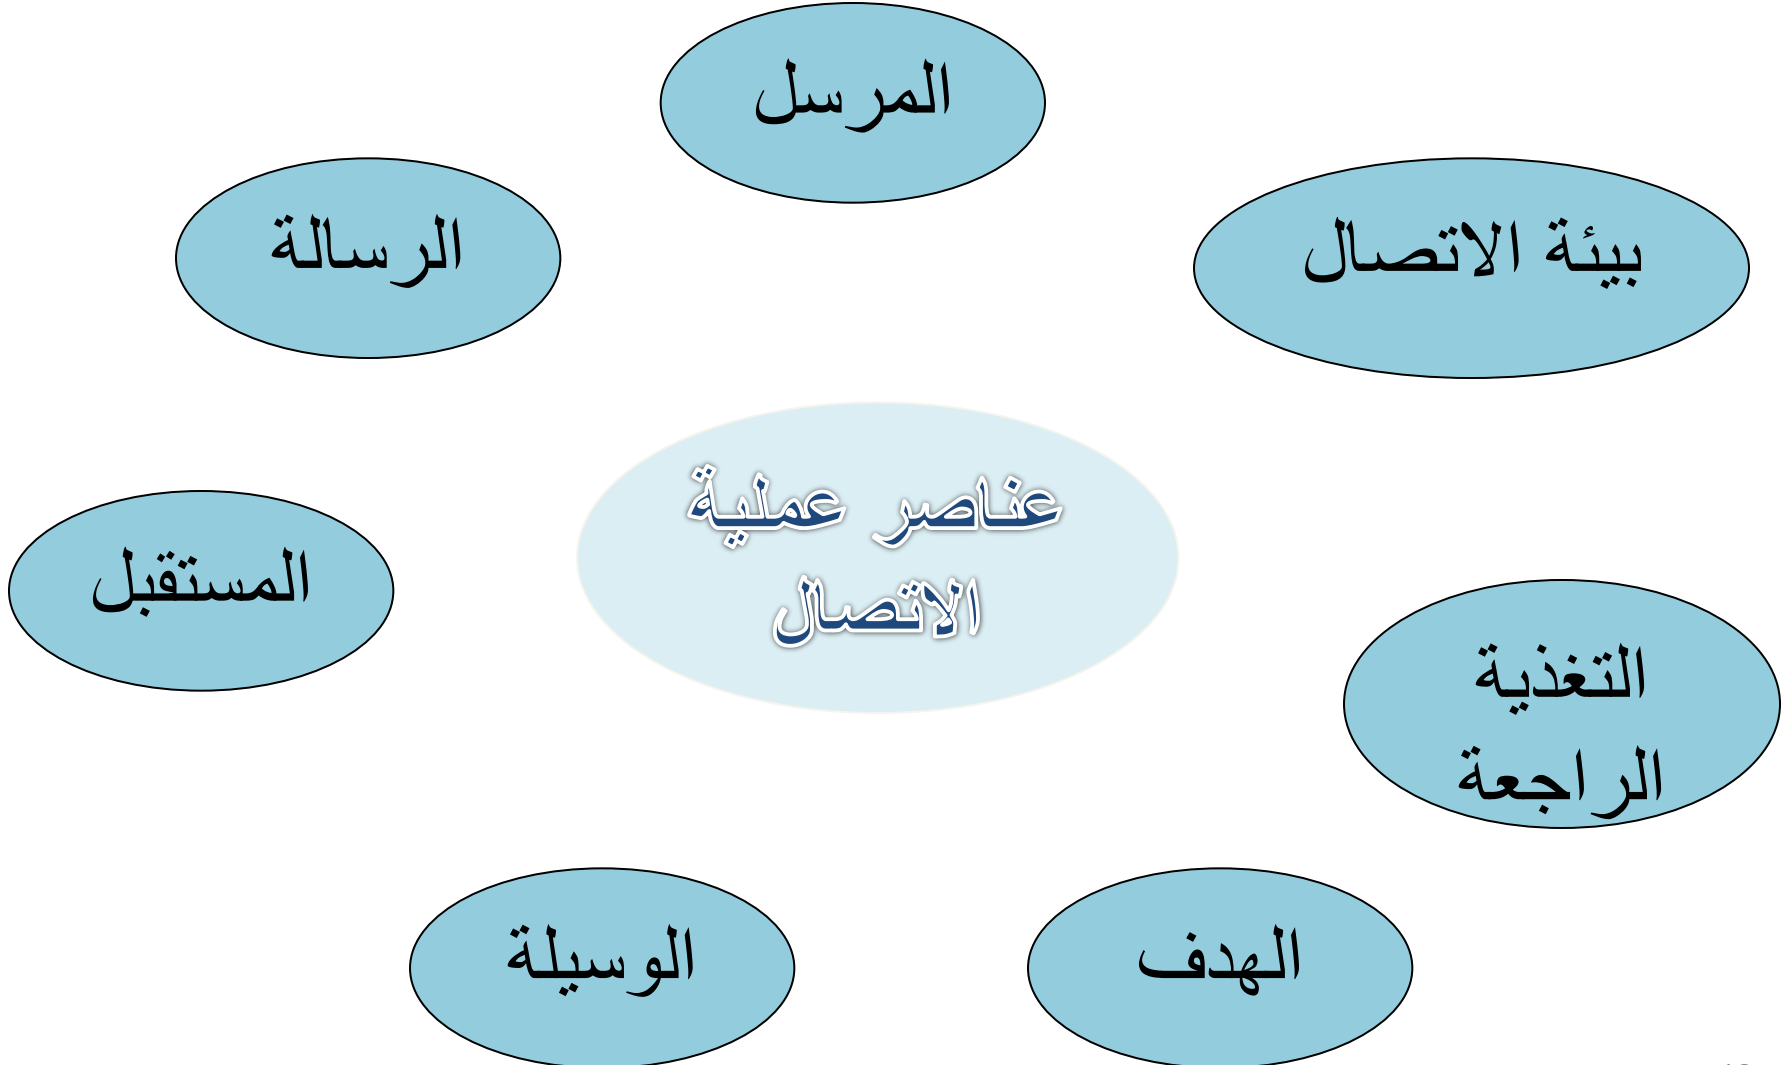 المرسل
الرسالة
بيئة الاتصال
عناصر عملية
الاتصال
المستقبل
التغذية
الراجعة
الوسيلة
الهدف